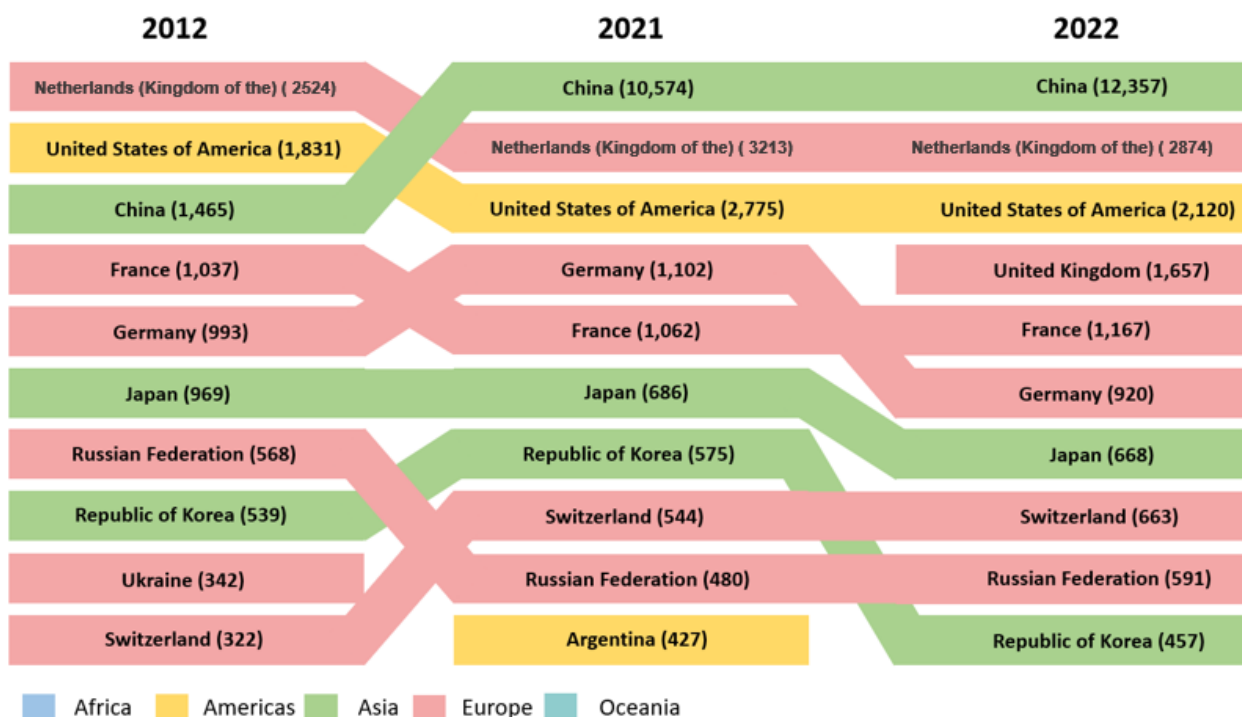 2012 2021 2022
Netherlands (Kingdom of the) ( 2524) China (10,574) China (12,357)
United States of America (1,831) Netherlands (Kingdom of the) ( 3213) Netherlands (Kingdom of the) ( 2874)
China (1,465) United States of America (2,775) United States of America (2,120)
France (1,037) Germany (1,102) United Kingdom (1,657)
Germany (993) France (1,062) France (1,167)
Japan (969) Japan (686) Germany (920)
Russian Federation (568) Republic of Korea (575) Japan (668)
Republic of Korea (539) Switzerland (544) Switzerland (663)
Ukraine (342) Russian Federation (480) Russian Federation (591)
Switzerland (322) Argentina (427) Republic of Korea (457)
Africa Americas Asia Europe Oceania